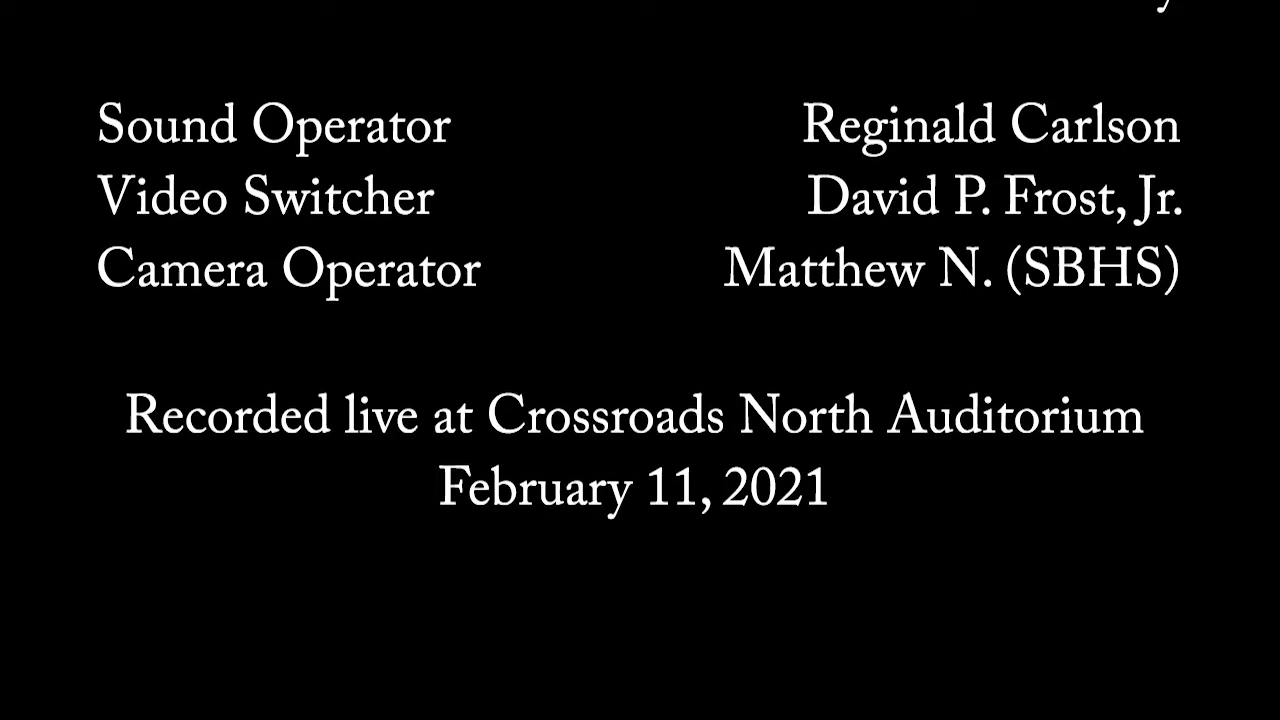 Sound Operator Reginald Carlson
Video Switcher David P. Frost, Jr.
Camera Operator Matthew N. (SBHS)
Recorded live at Crossroads North Auditorium
February 11, 2021